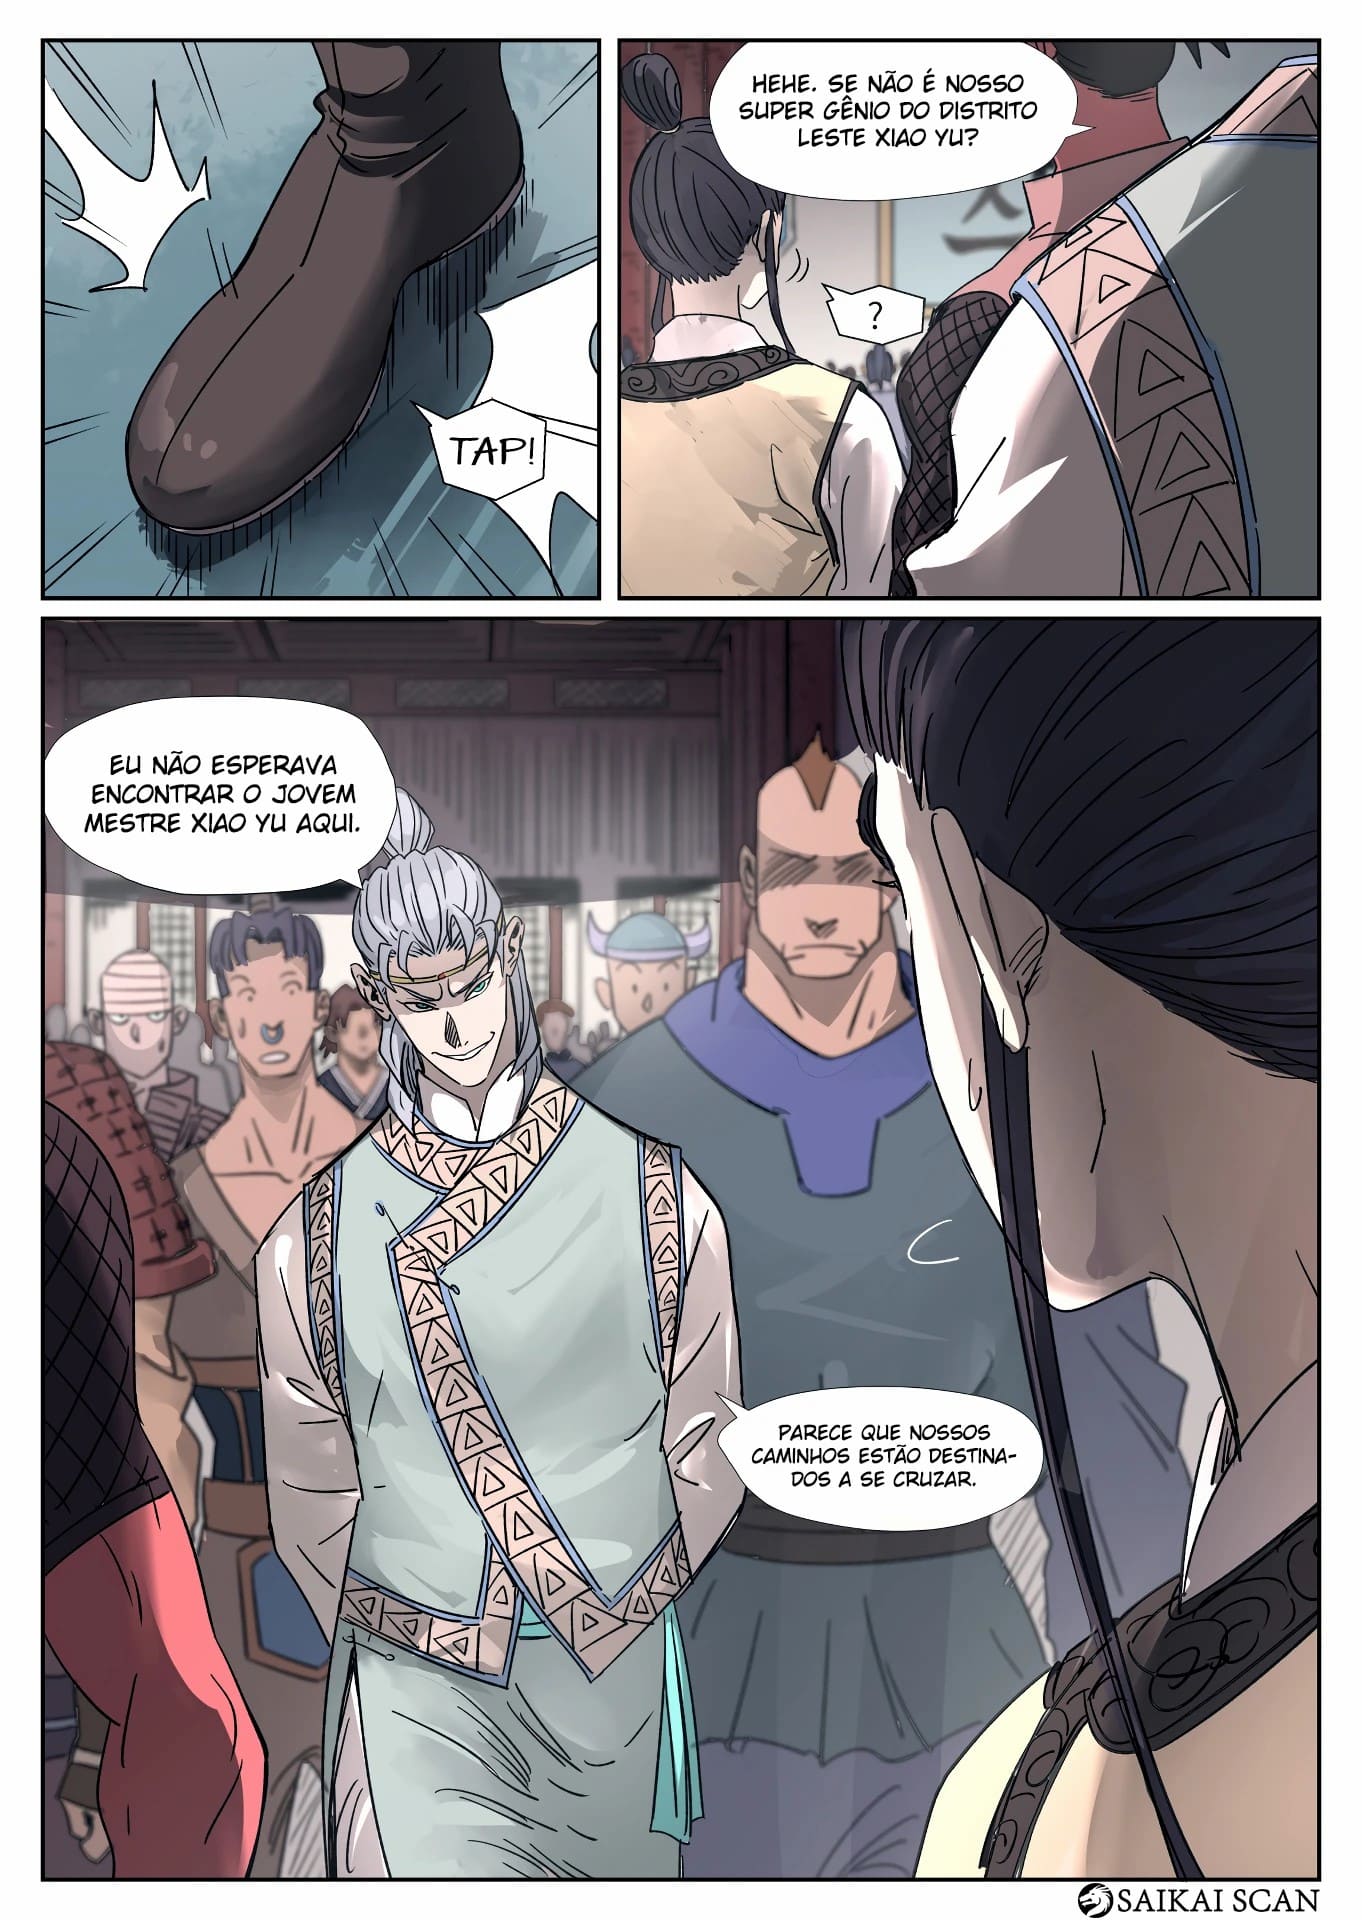 TAP!
HEHE. SE NÃO É NOSSO
SUPER GÊNIO DO DISTRITO
LESTE XIAO YU?
?
EU NÃO ESPERAVA
ENCONTRAR O JOVEM
MESTRE XIAO YU AQUI.
PARECE QUE NOSSOS
CAMINHOS ESTÃO DESTINA-
DOS A SE CRUZAR.
SAIKAI SCAN